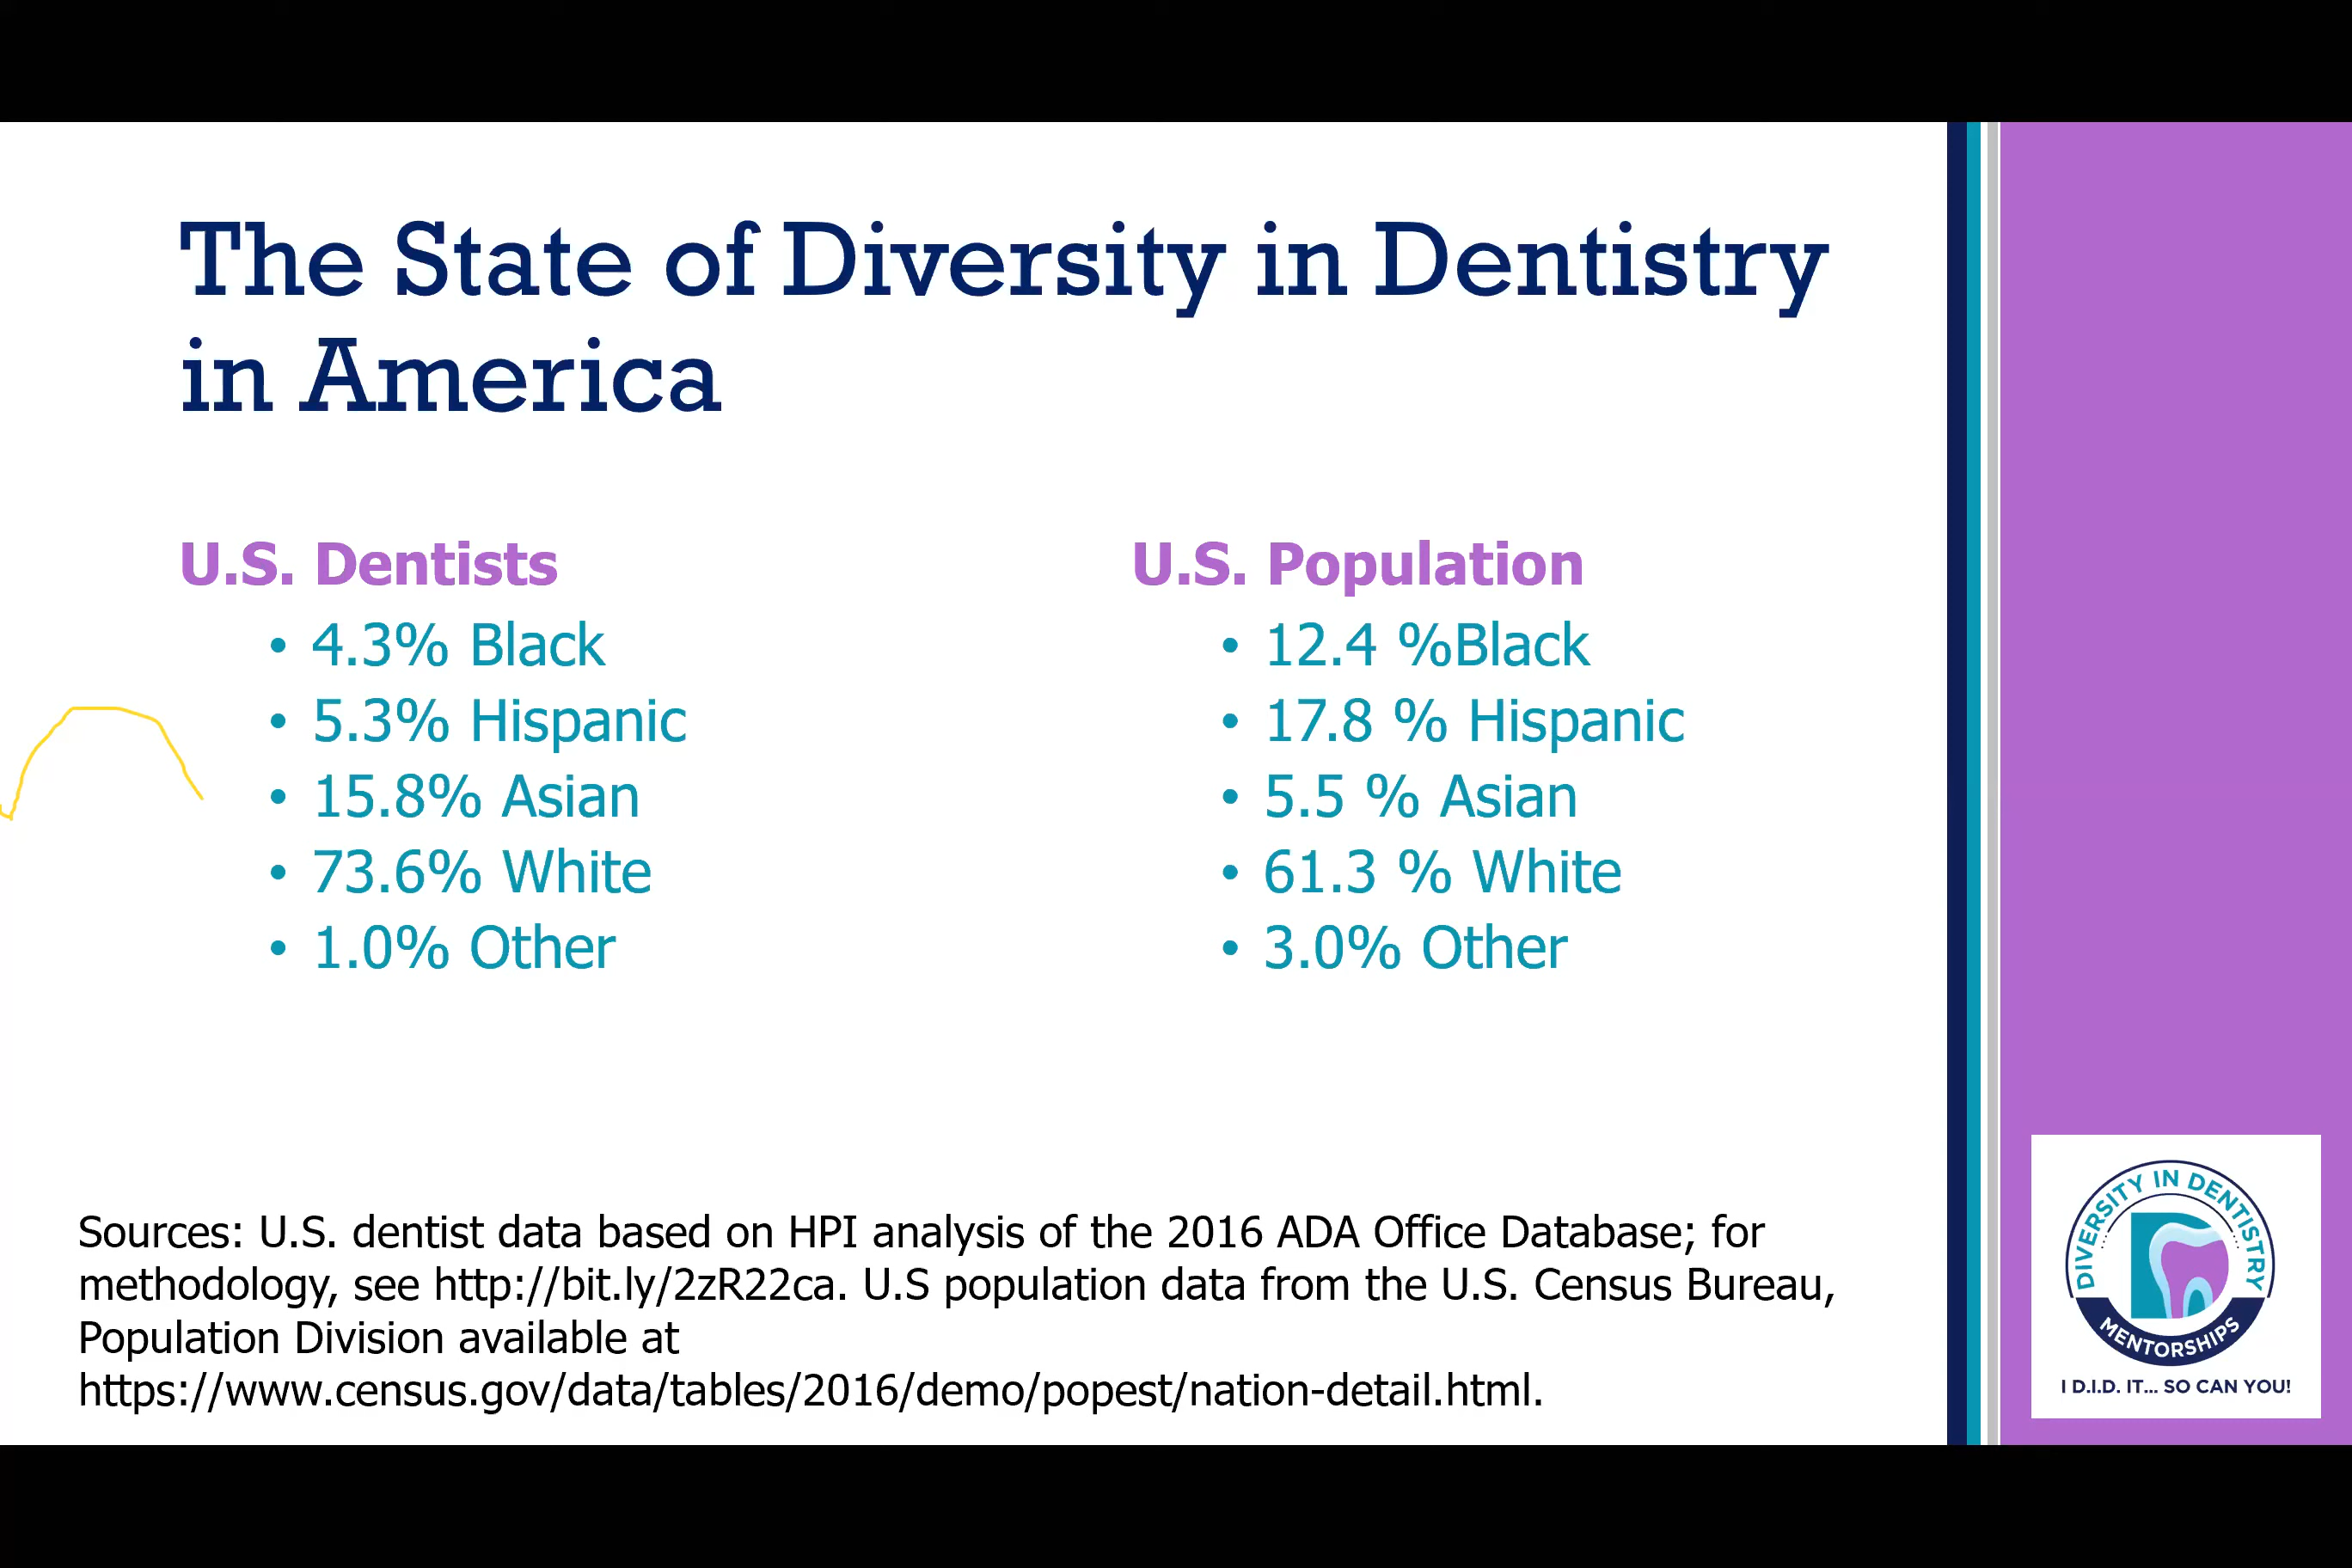 The State of Diversity in Dentistry
in America
U.S. Dentists
• 4.3% Black
• 5.3% Hispanic
• 15.8% Asian
• 73.6% White
• 1.0% Other
U.S. Population
• 12.4 %Black
• 17.8 % Hispanic
• 5.5 % Asian
• 61.3 % White
• 3.0% Other
Sources: U.S. dentist data based on HPI analysis of the 2016 ADA Office Database; for
methodology, see http://bit.ly/2zR22ca. U.S population data from the U.S. Census Bureau,
Population Division available at
https://www.census.gov/data/tables/2016/demo/popest/nation-detail.html.
DIVERSITY IN DENTISTRY
MENTORSHIPS
I D.I.D. IT... SO CAN YOU!